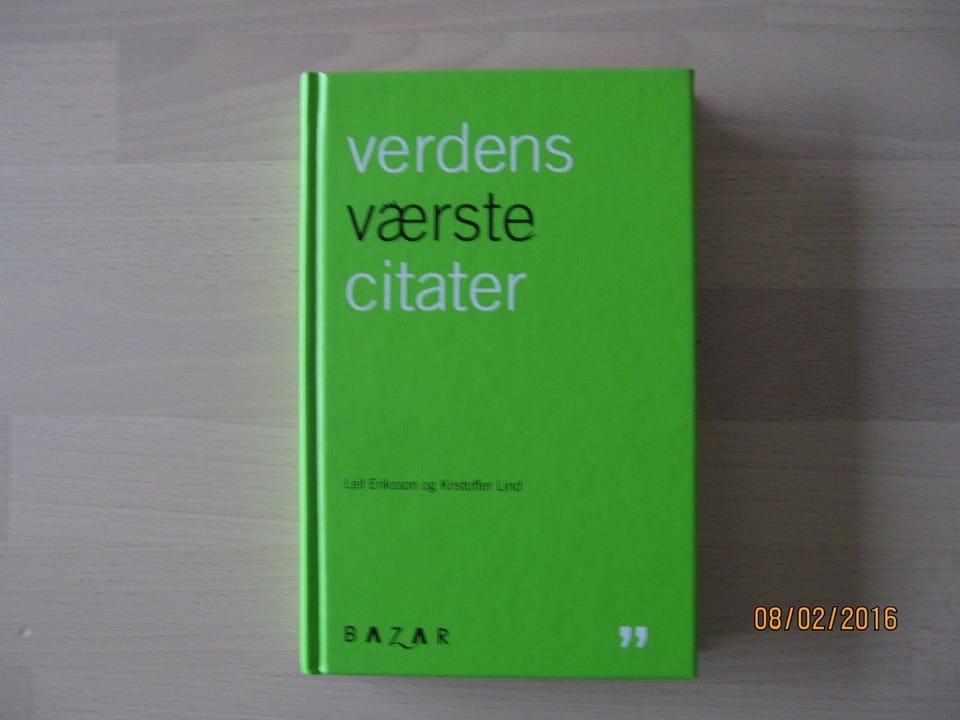 verdens
værste
citater
Leif Eriksson og Kristoffer Lind
BAZAR
”
08/02/2016